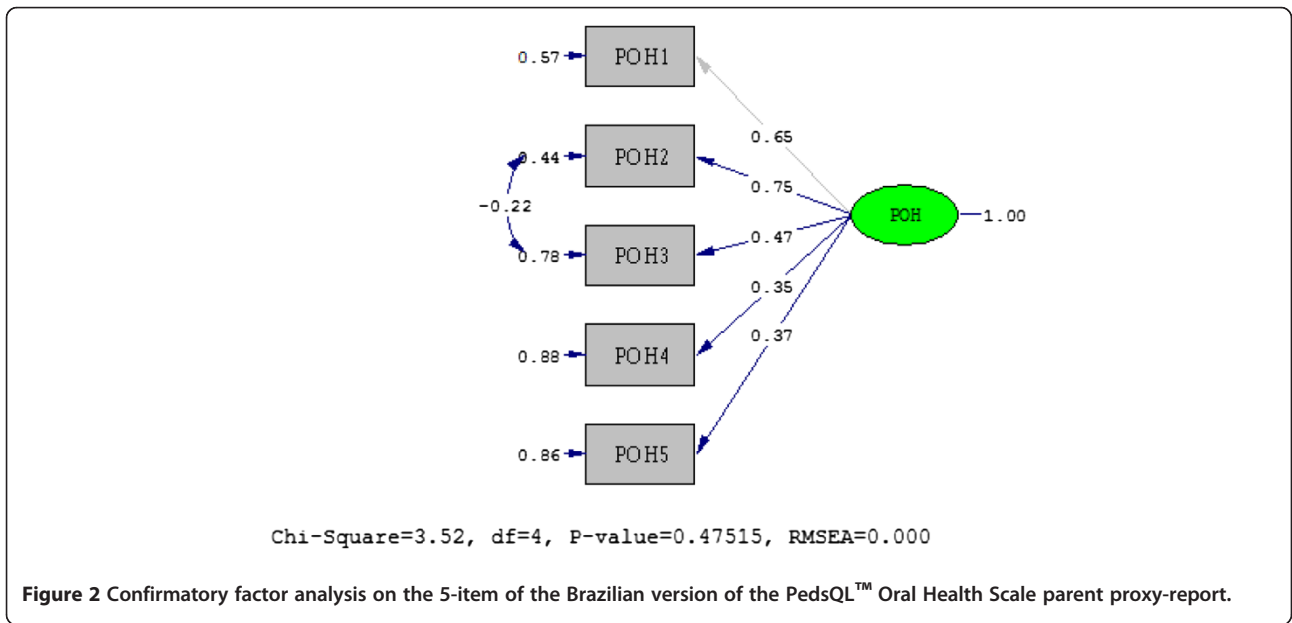 0.57 POH1
0.65
0.44 POH2
0.75
-0.22
POH 1.00
0.78 POH3
0.47
0.35
0.88 POH4
0.37
0.86 POH5
Chi-Square=3.52, df=4, P-value=0.47515, RMSEA=0.000
Figure 2 Confirmatory factor analysis on the 5-item of the Brazilian version of the PedsQL™ Oral Health Scale parent proxy-report.